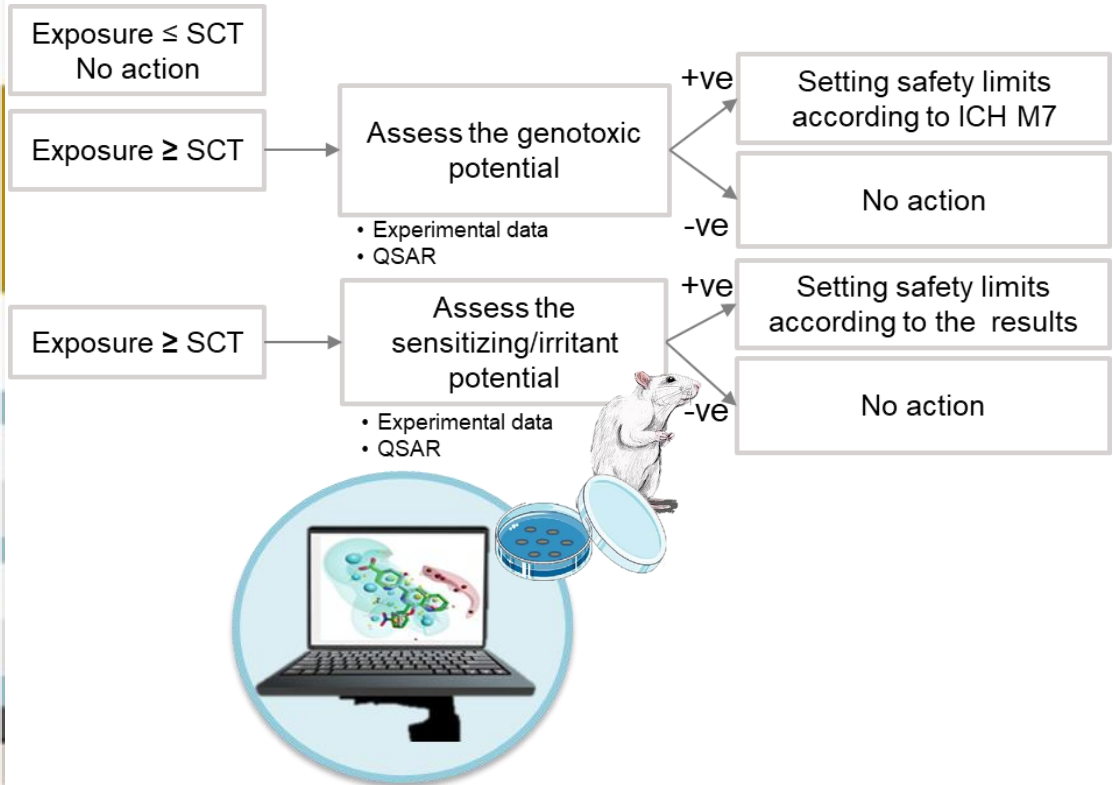 Exposure ≤ SCT
No action
Exposure ≥ SCT
Assess the genotoxic
potential
• Experimental data
• QSAR
+ve
Setting safety limits
according to ICH M7
-ve
No action
Exposure ≥ SCT
Assess the
sensitizing/irritant
potential
• Experimental data
• QSAR
+ve
Setting safety limits
according to the  results
-ve
No action